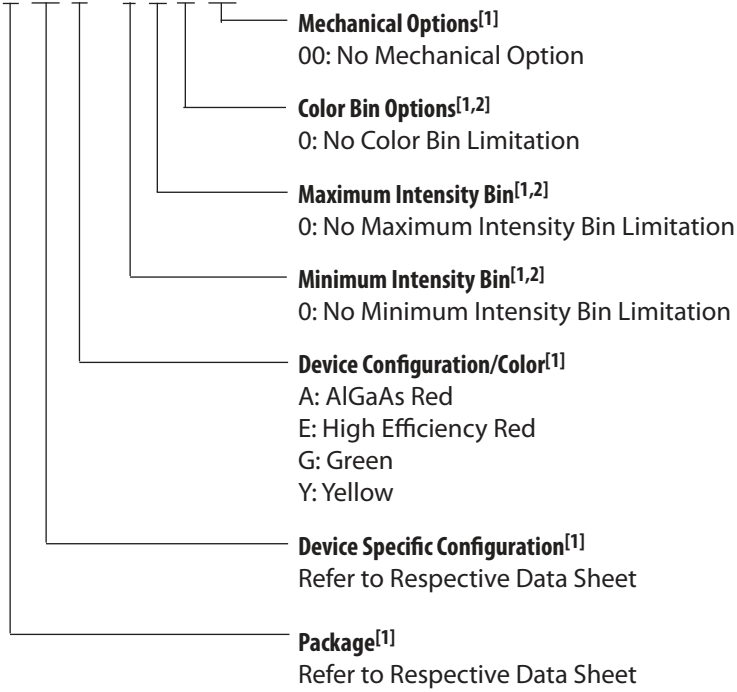 Mechanical Options[1]
00: No Mechanical Option
Color Bin Options[1,2]
0: No Color Bin Limitation
Maximum Intensity Bin[1,2]
0: No Maximum Intensity Bin Limitation
Minimum Intensity Bin[1,2]
0: No Minimum Intensity Bin Limitation
Device Configuration/Color[1]
A: AlGaAs Red
E: High Efficiency Red
G: Green
Y: Yellow
Device Specific Configuration[1]
Refer to Respective Data Sheet
Package[1]
Refer to Respective Data Sheet